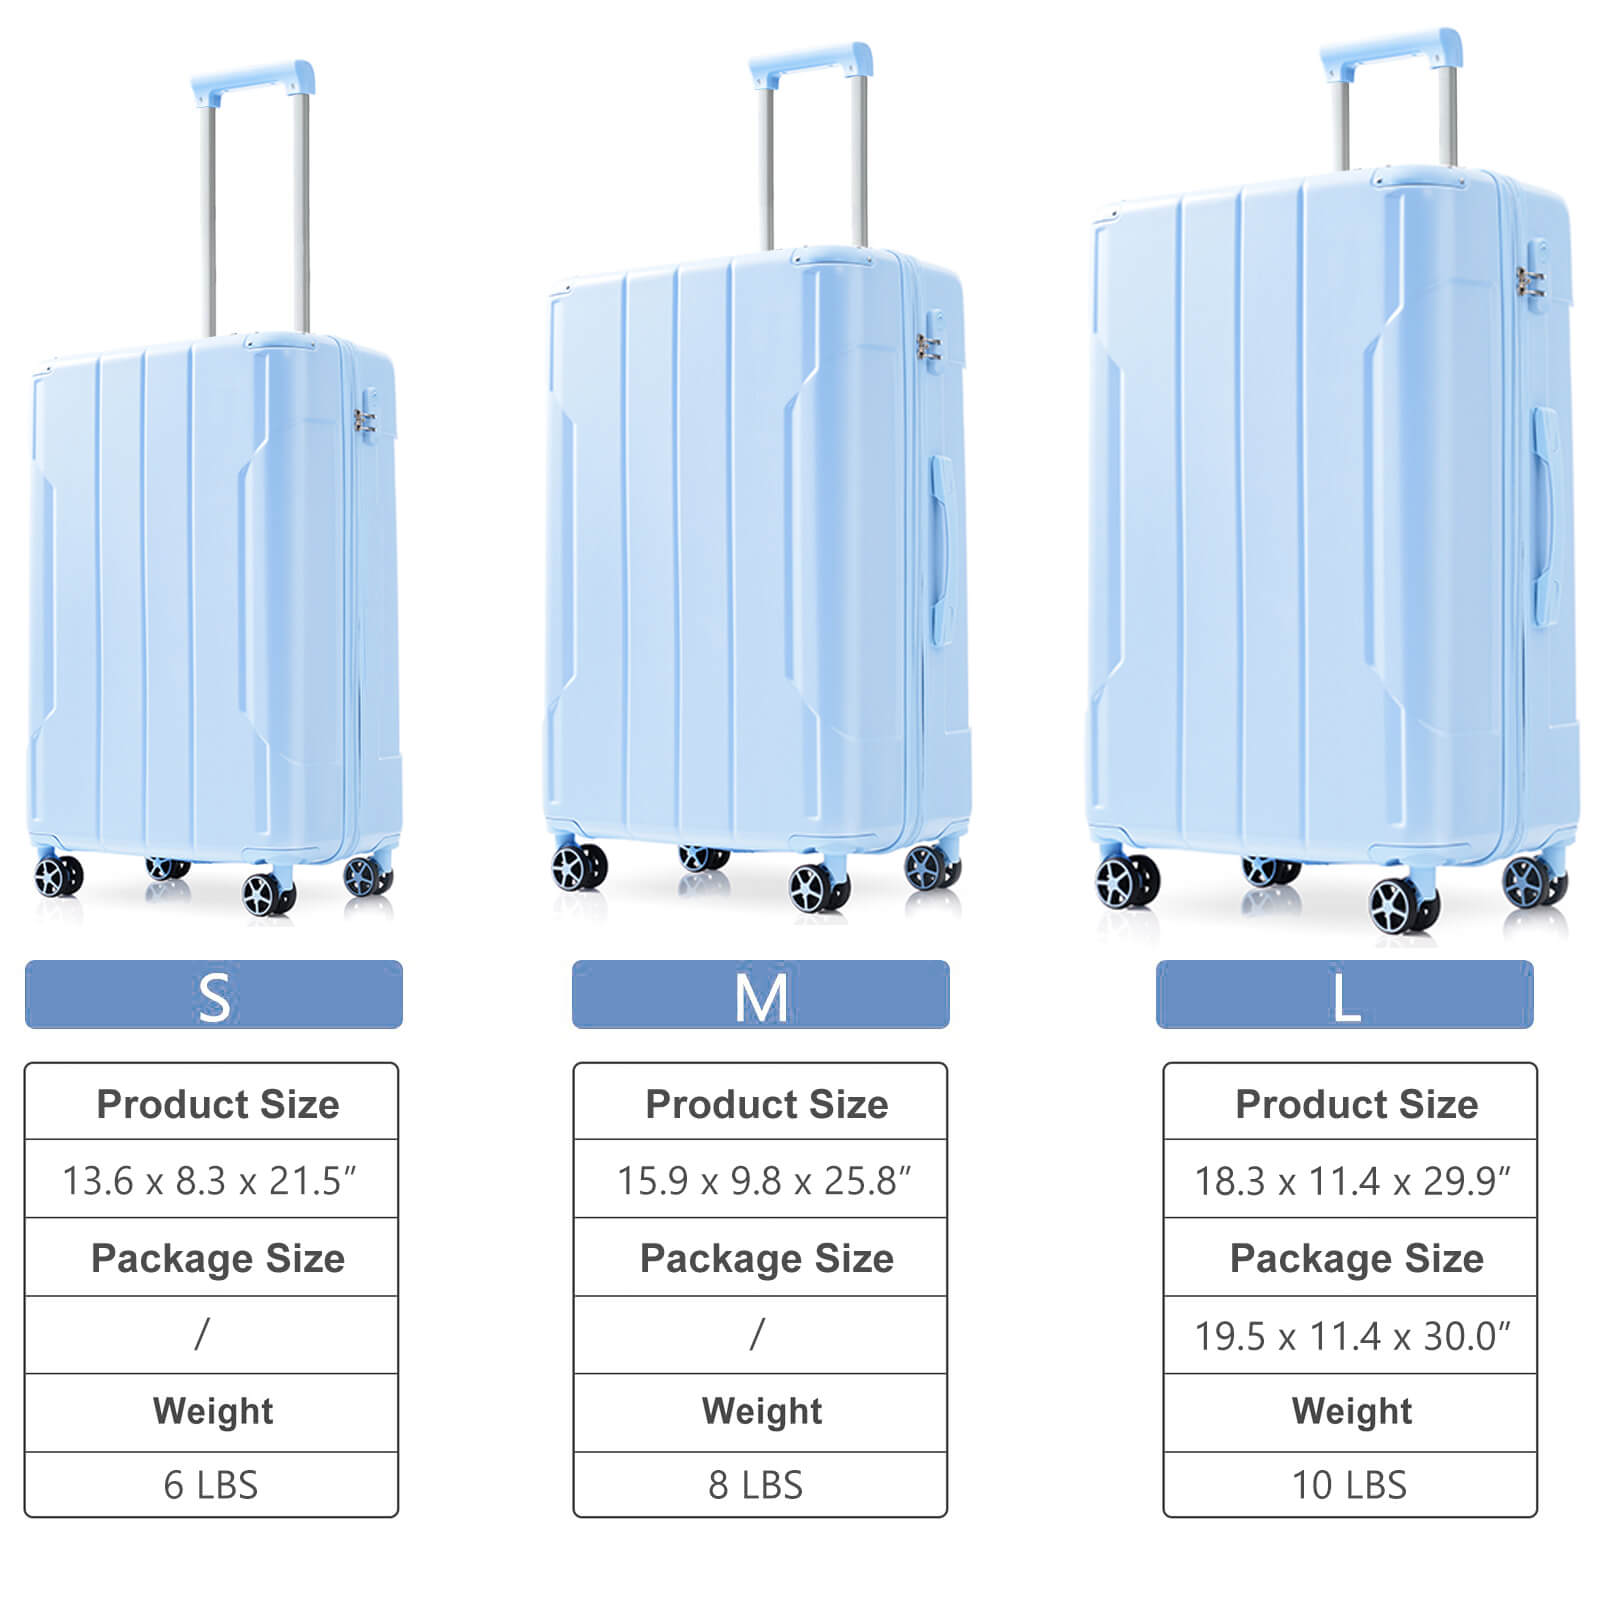 S
Product Size
13.6 x 8.3 x 21.5”
Package Size
/
Weight
6 LBS
M
Product Size
15.9 x 9.8 x 25.8”
Package Size
/
Weight
8 LBS
L
Product Size
18.3 x 11.4 x 29.9”
Package Size
19.5 x 11.4 x 30.0”
Weight
10 LBS